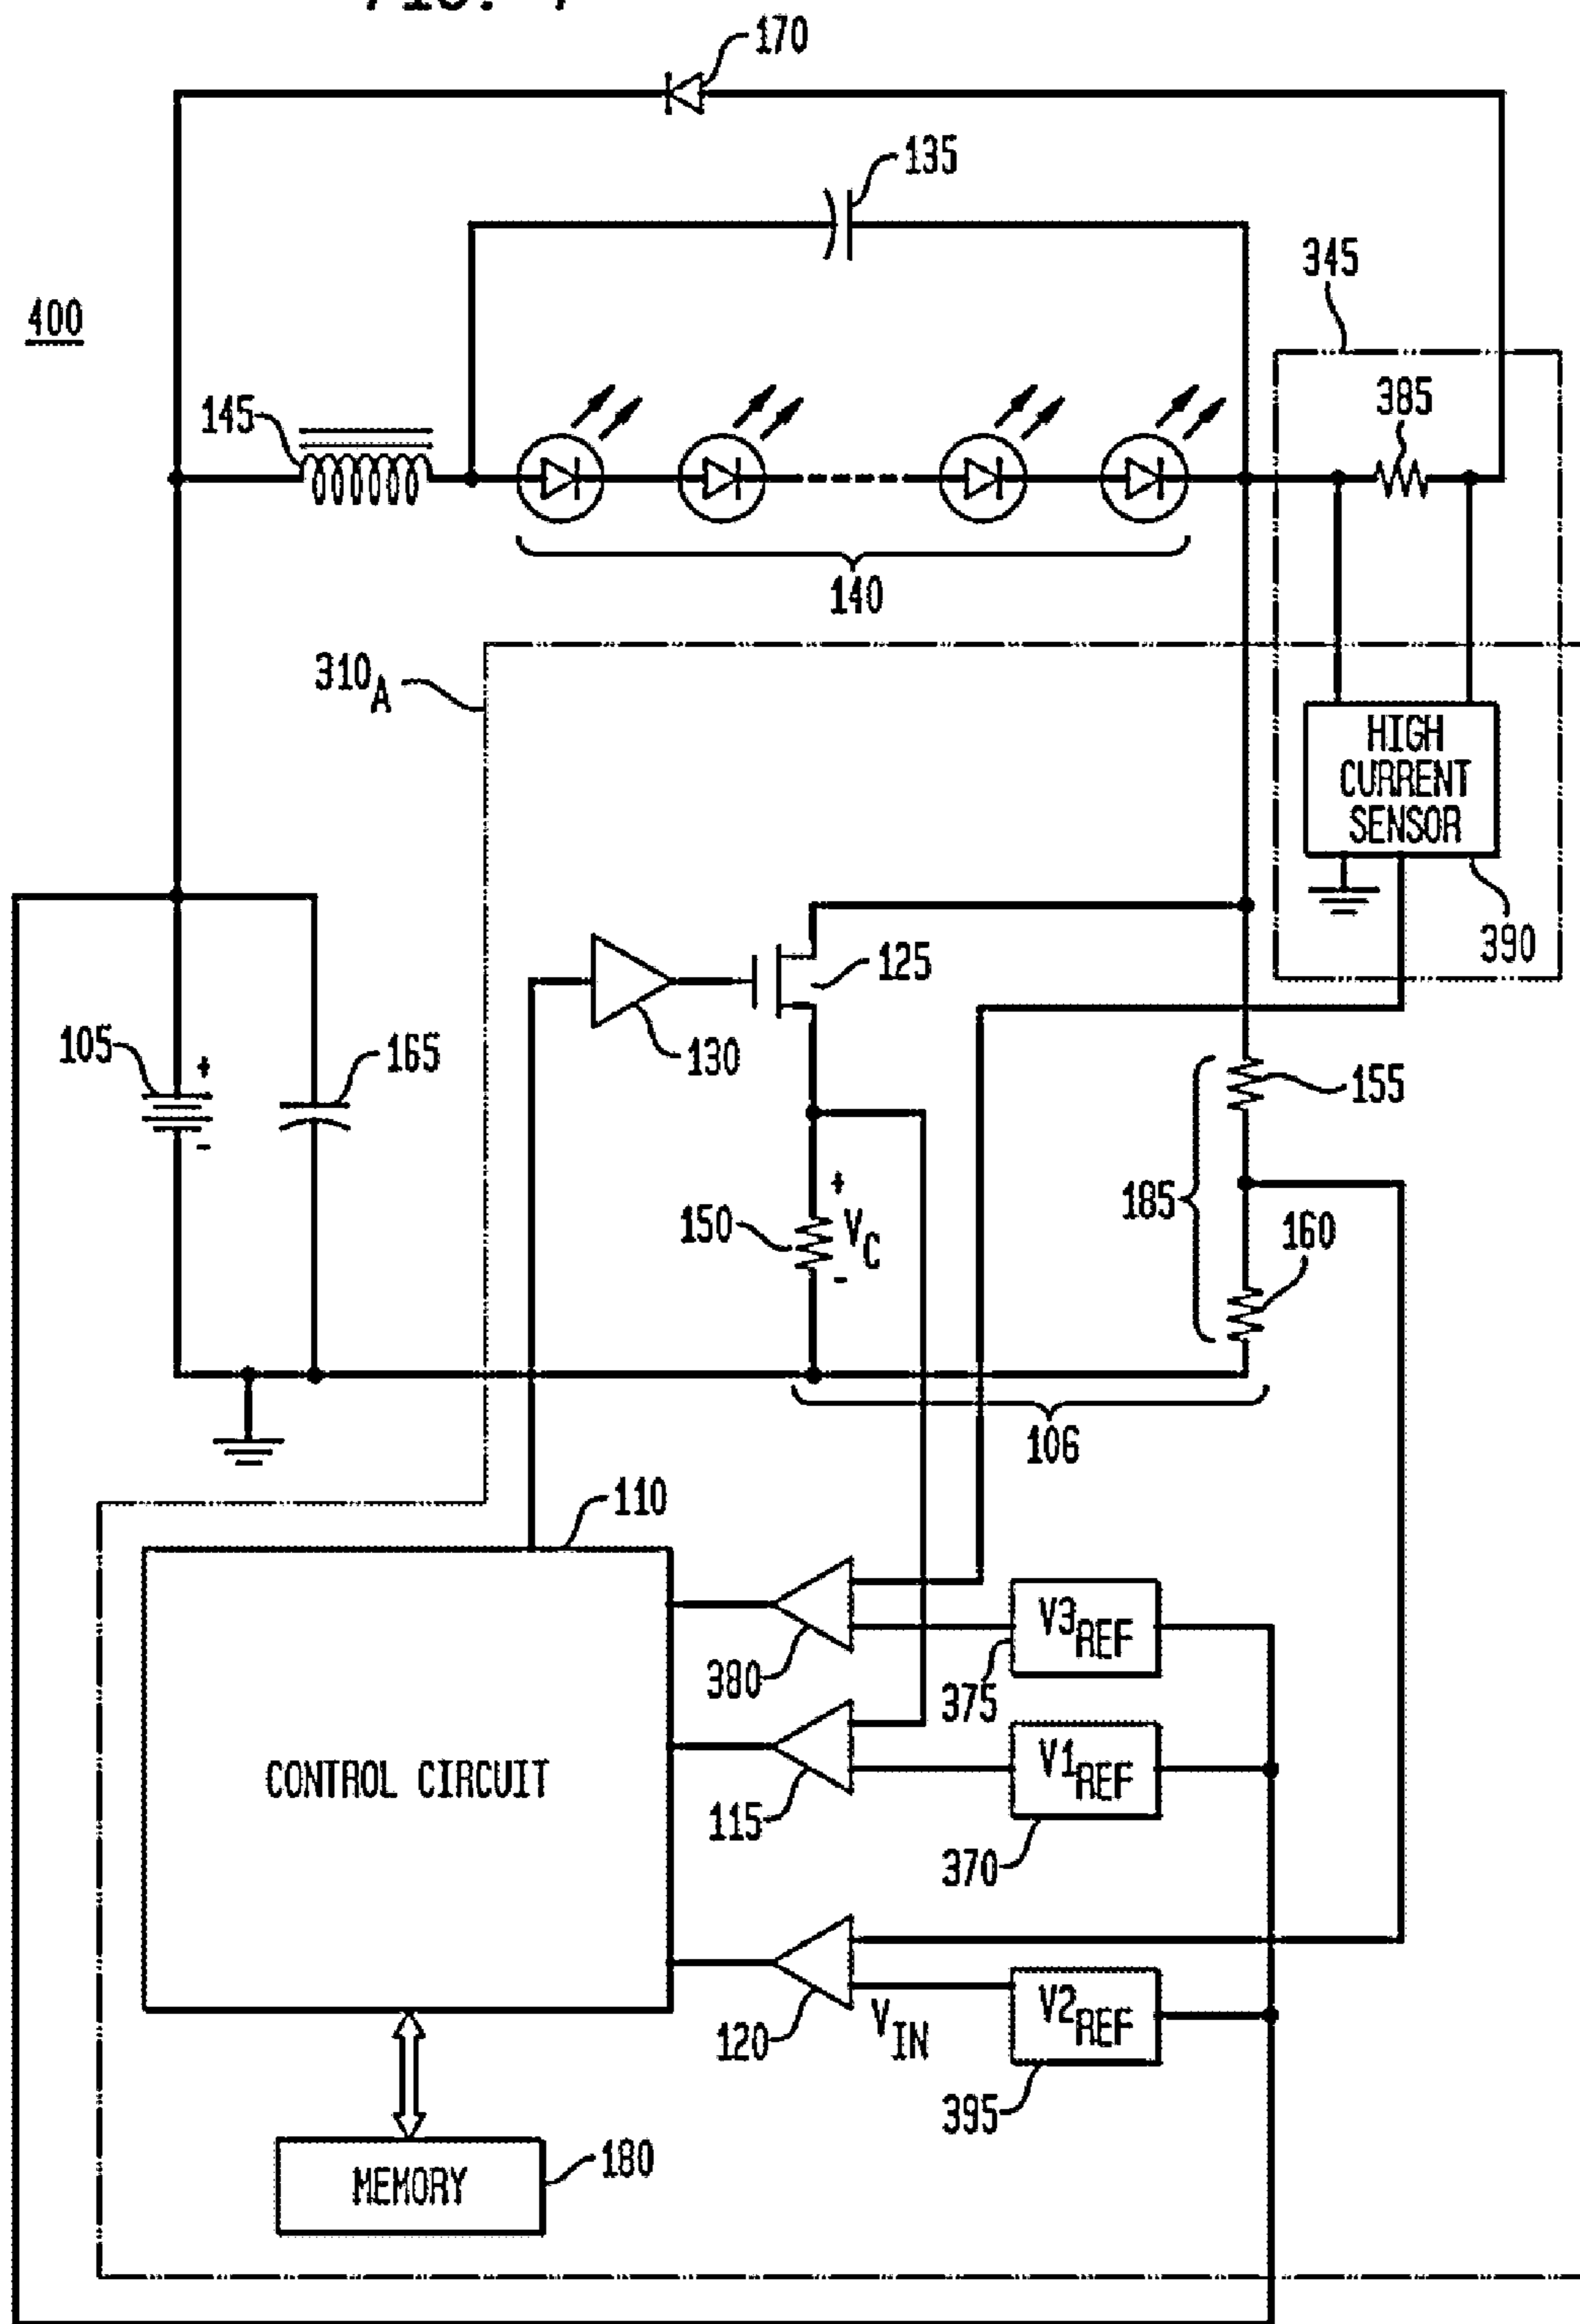 170
135
345
400
385
145
140
310A
HIGH
CURRENT
SENSOR
390
125
130
105
+
165
-
155
185
+
150
VC
160
-
106
110
V3REF
380
375
CONTROL CIRCUIT
V1REF
115
370
120
VIN
V2REF
395
MEMORY
180